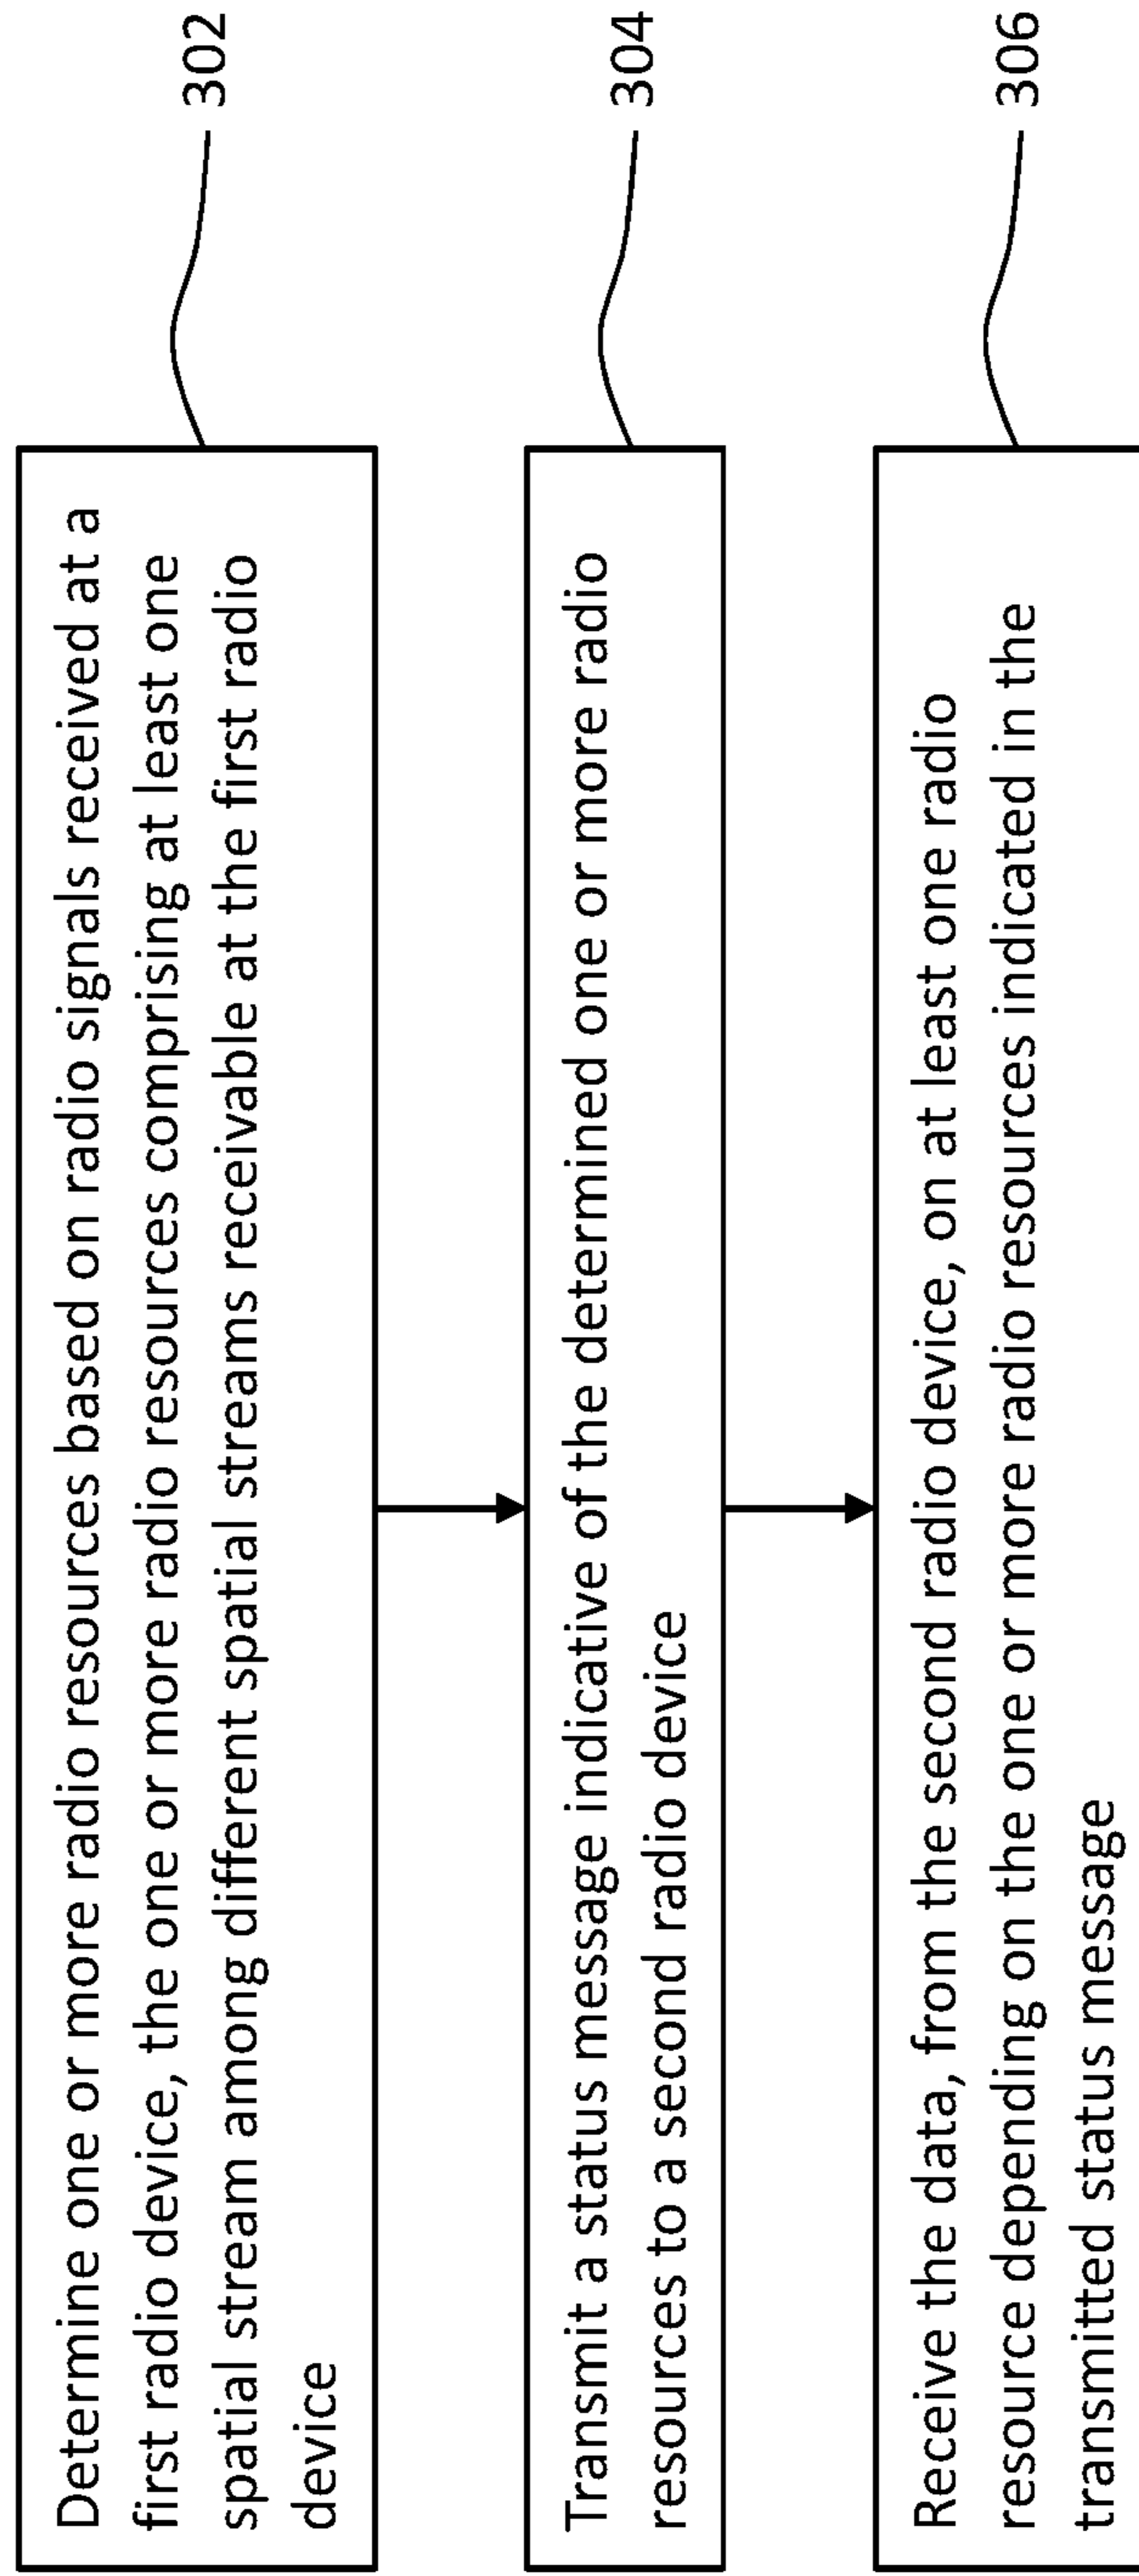 Determine one or more radio resources based on radio signals received at a
first radio device, the one or more radio resources comprising at least one
spatial stream among different spatial streams receivable at the first radio
device
302
Transmit a status message indicative of the determined one or more radio
resources to a second radio device
304
Receive the data, from the second radio device, on at least one radio
resource depending on the one or more radio resources indicated in the
transmitted status message
306